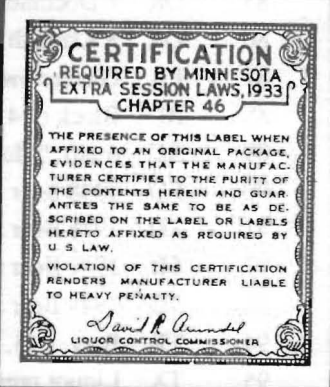 CERTIFICATION
REQUIRED BY MINNESOTA
EXTRA SESSION LAWS, 1933
CHAPTER 46
THE PRESENCE OF THIS LABEL WHEN
AFFIXED TO AN ORIGINAL PACKAGE,
EVIDENCES THAT THE MANUFAC-
TURER CERTIFIES TO THE PURITY OF
THE CONTENTS HEREIN AND GUAR-
ANTEES THE SAME TO BE AS DE-
SCRIBED ON THE LABEL OR LABELS
HERETO AFFIXED AS REQUIRED BY
U. S. LAW.
VIOLATION OF THIS CERTIFICATION
RENDERS MANUFACTURER LIABLE
TO HEAVY PENALTY.
David R. Arundel
LIQUOR CONTROL COMMISSIONER